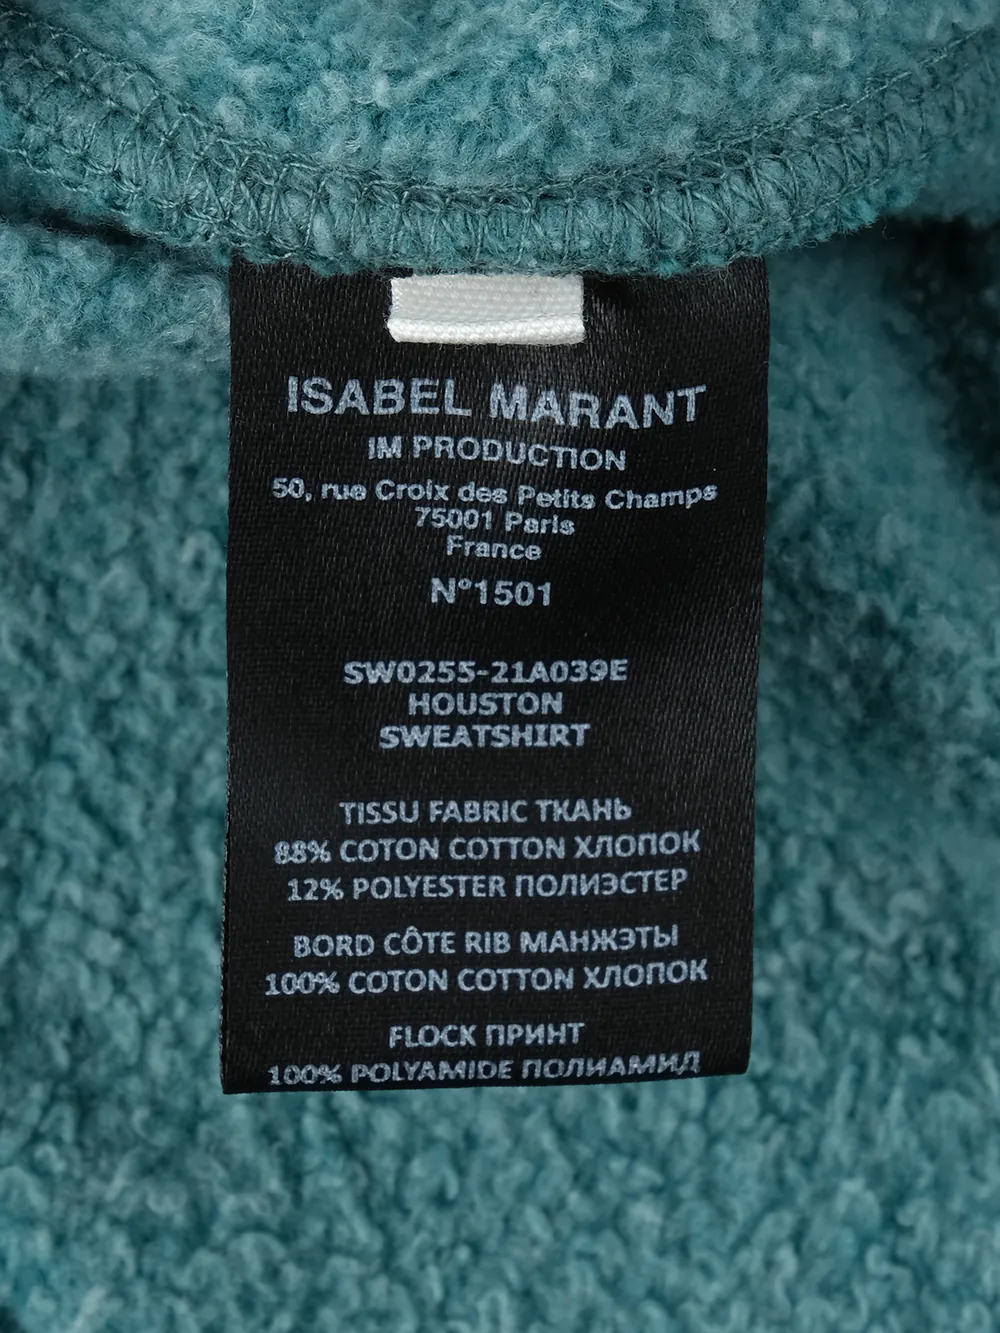 ISABEL MARANT
IM PRODUCTION
50, rue Croix des Petits Champs
75001 Paris
France
N°1501
SW0255-21A039E
HOUSTON
SWEATSHIRT
TISSU FABRIC ТКАНЬ
88% COTON COTTON ХЛОПОК
12% POLYESTER ПОЛИЭСТЕР
BORD CÔTE RIB МАНЖЭТЫ
100% COTON COTTON ХЛОПОК
FLOCK ПРИНТ
100% POLYAMIDE ПОЛИАМИД